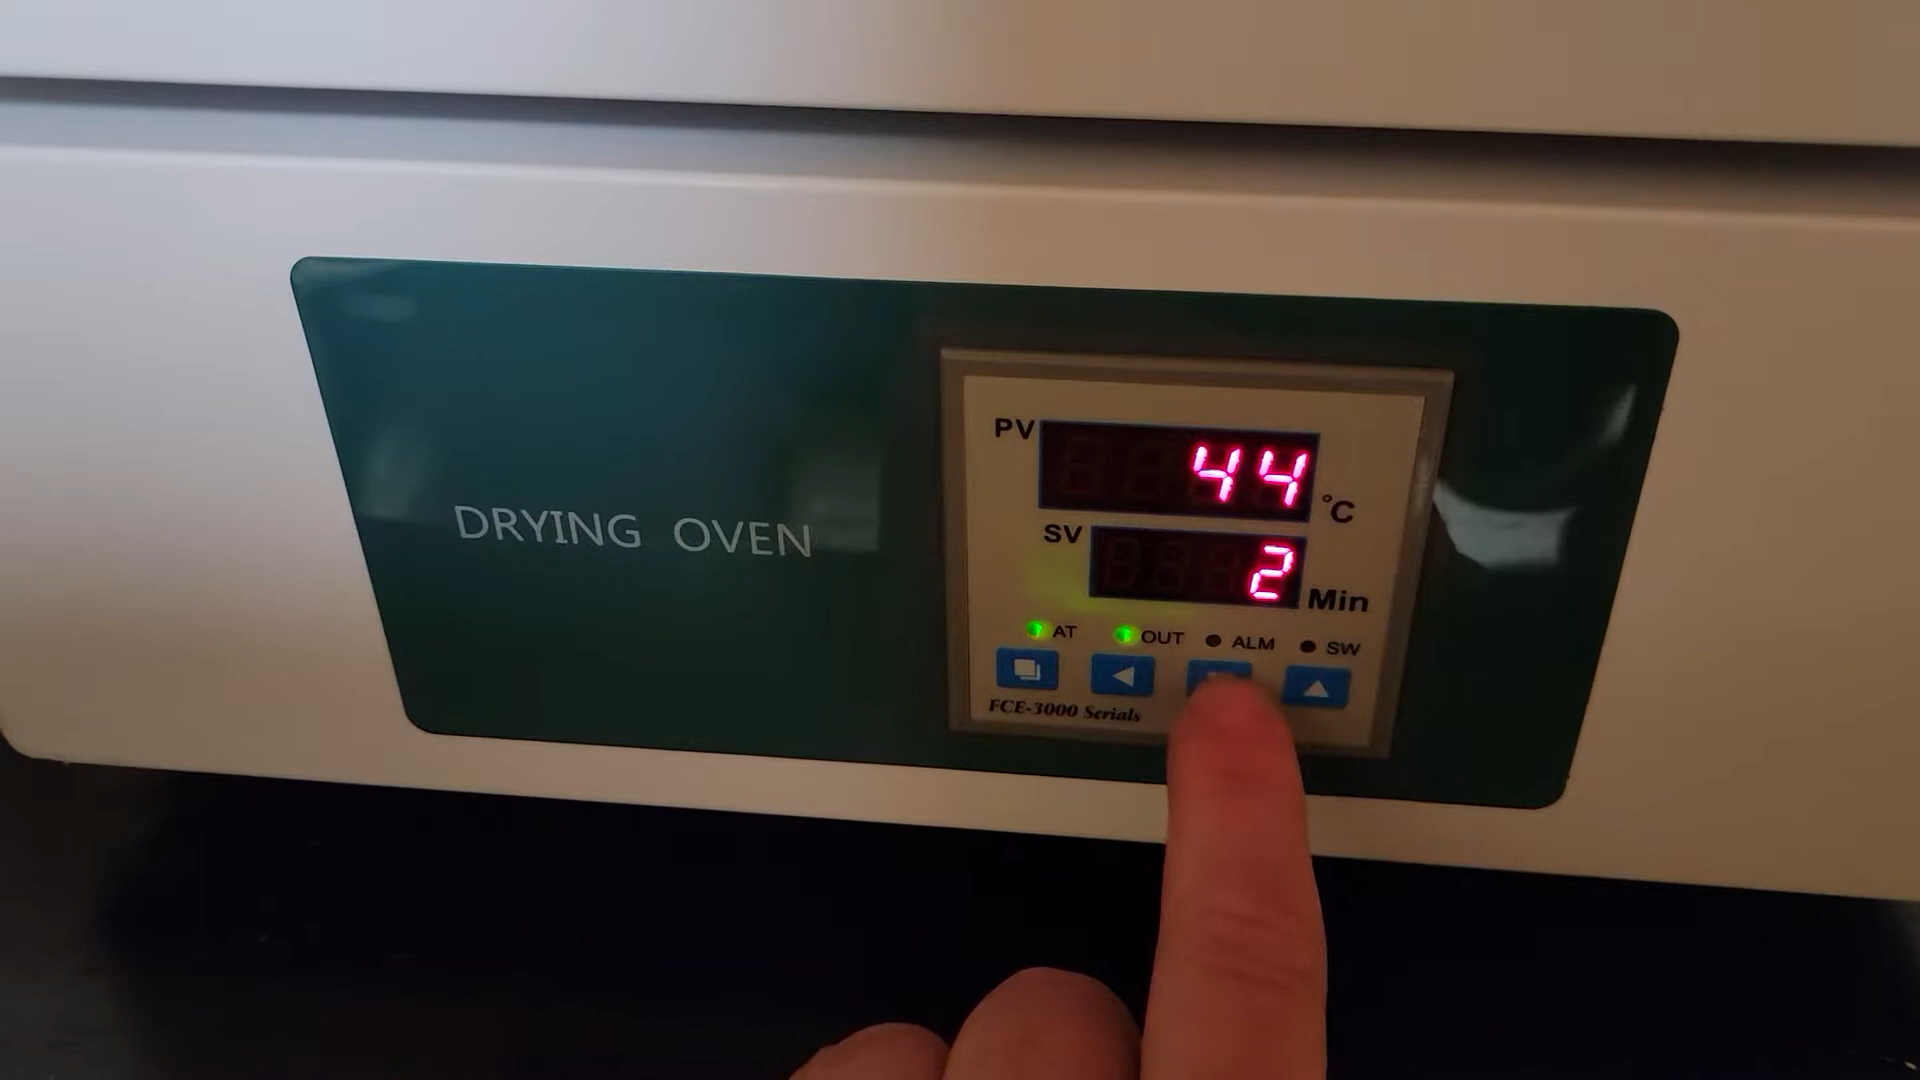 DRYING OVEN
PV 44 °C
SV 2 Min
AT OUT ALM SW
FCE-3000 Serials